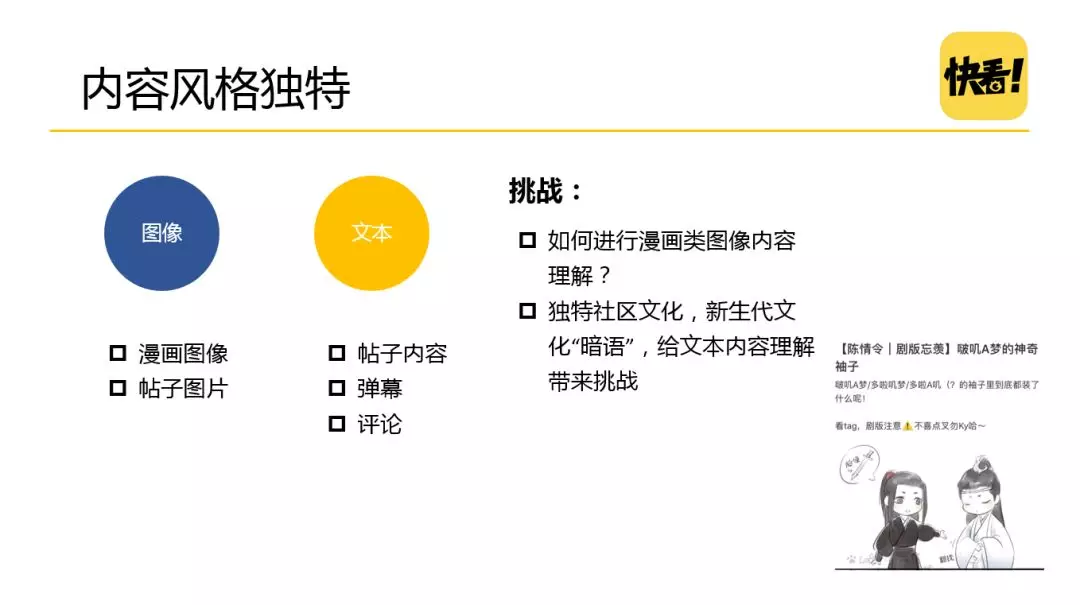 内容风格独特
快看!
图像
文本
漫画图像
帖子图片
帖子内容
弹幕
评论
挑战：
如何进行漫画类图像内容
理解？
独特社区文化，新生代文
化“暗语”，给文本内容理解
带来挑战
【陈情令｜剧版忘羡】啵叽A梦的神奇
袖子
啵叽A梦/多啦叽梦/多啦A叽（？的袖子里到底都装了
什么呢！
看tag，剧版注意⚠️不喜点叉勿Ky哈～
翻找